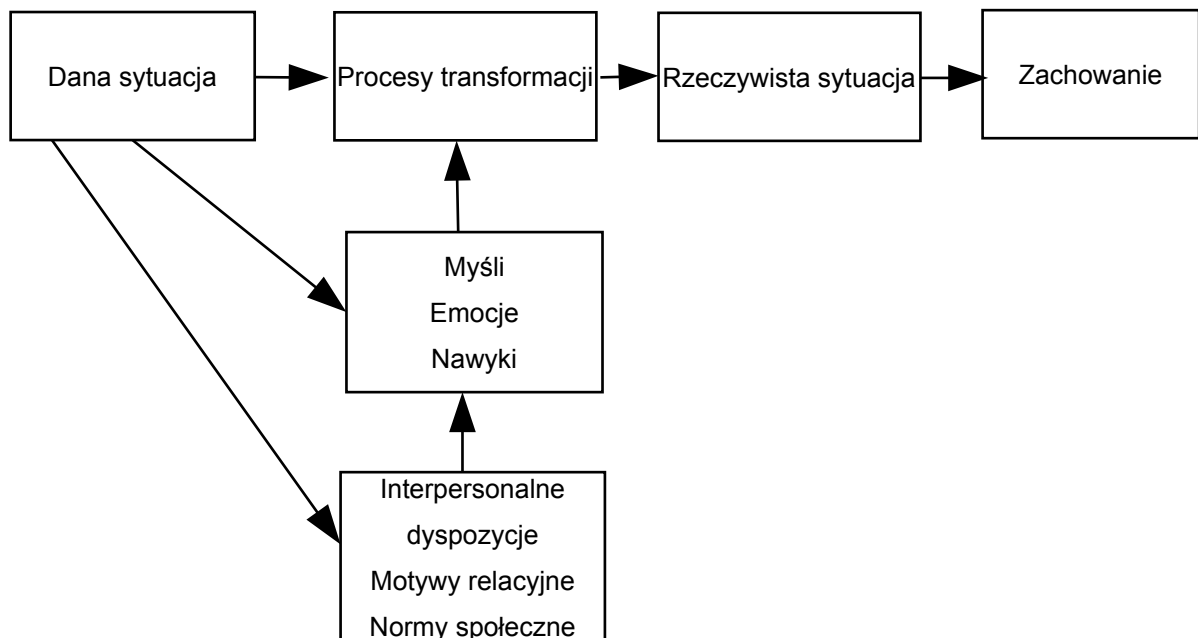 Dana sytuacja
Procesy transformacji
Rzeczywista sytuacja
Zachowanie
Myśli
Emocje
Nawyki
Interpersonalne
dyspozycje
Motywy relacyjne
Normy społeczne